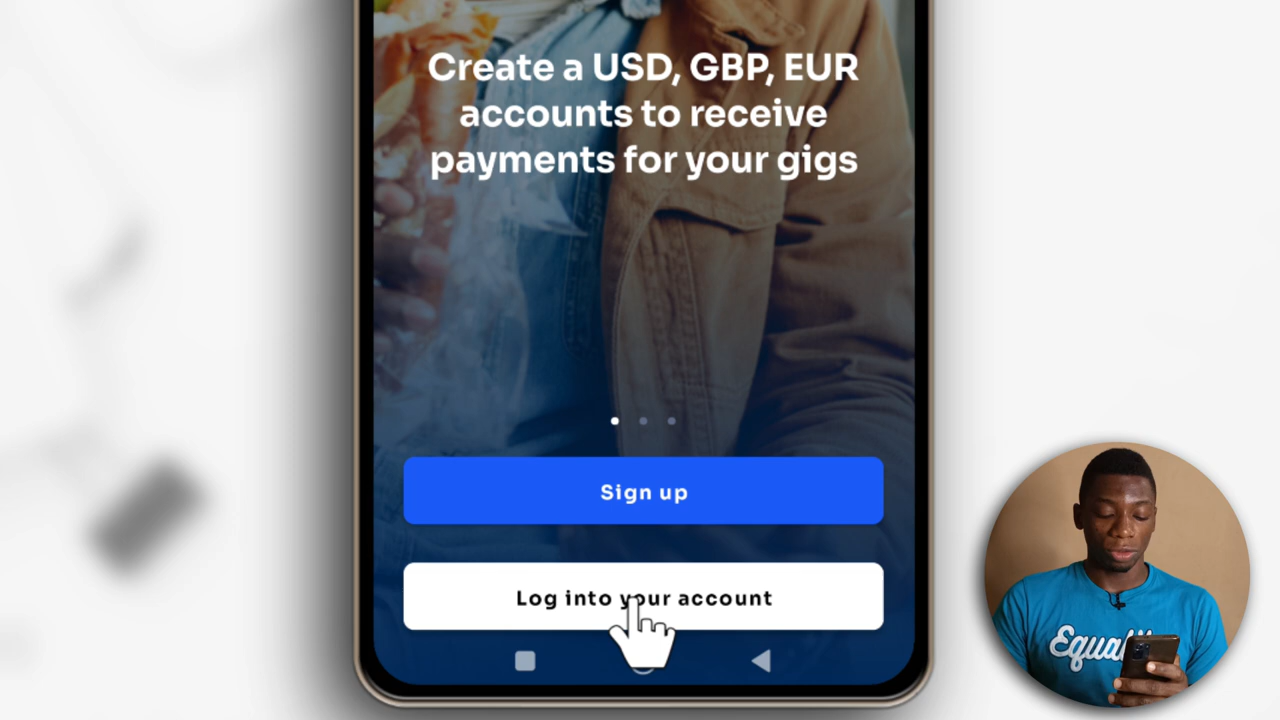 Create a USD, GBP, EUR
accounts to receive
payments for your gigs
Sign up
Log into your account